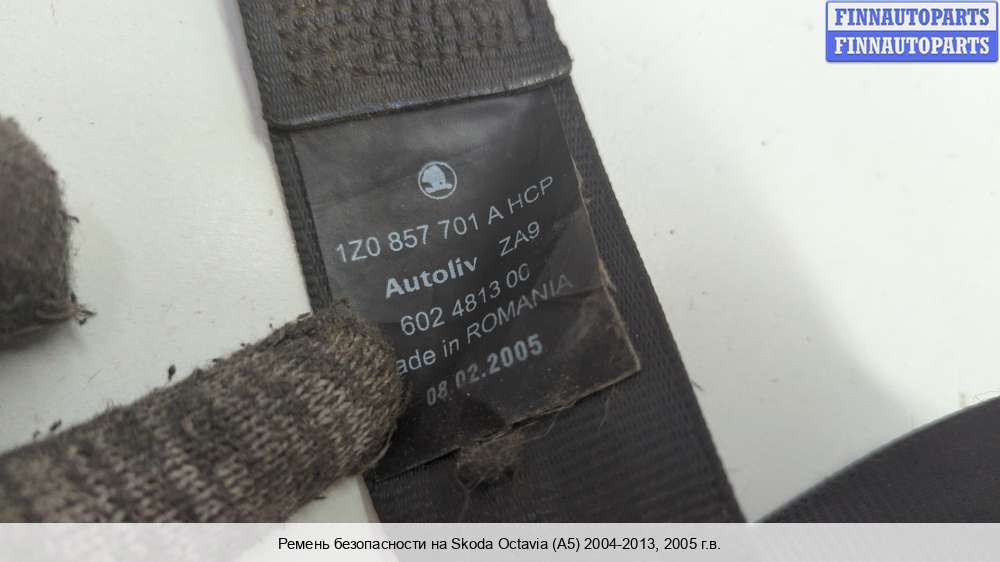 FINNAUTOPARTS
FINNAUTOPARTS
1Z0 857 701 A HCP
Autoliv ZA9
602 4813 00
ade in ROMANIA
08.02.2005
Ремень безопасности на Skoda Octavia (A5) 2004-2013, 2005 г.в.